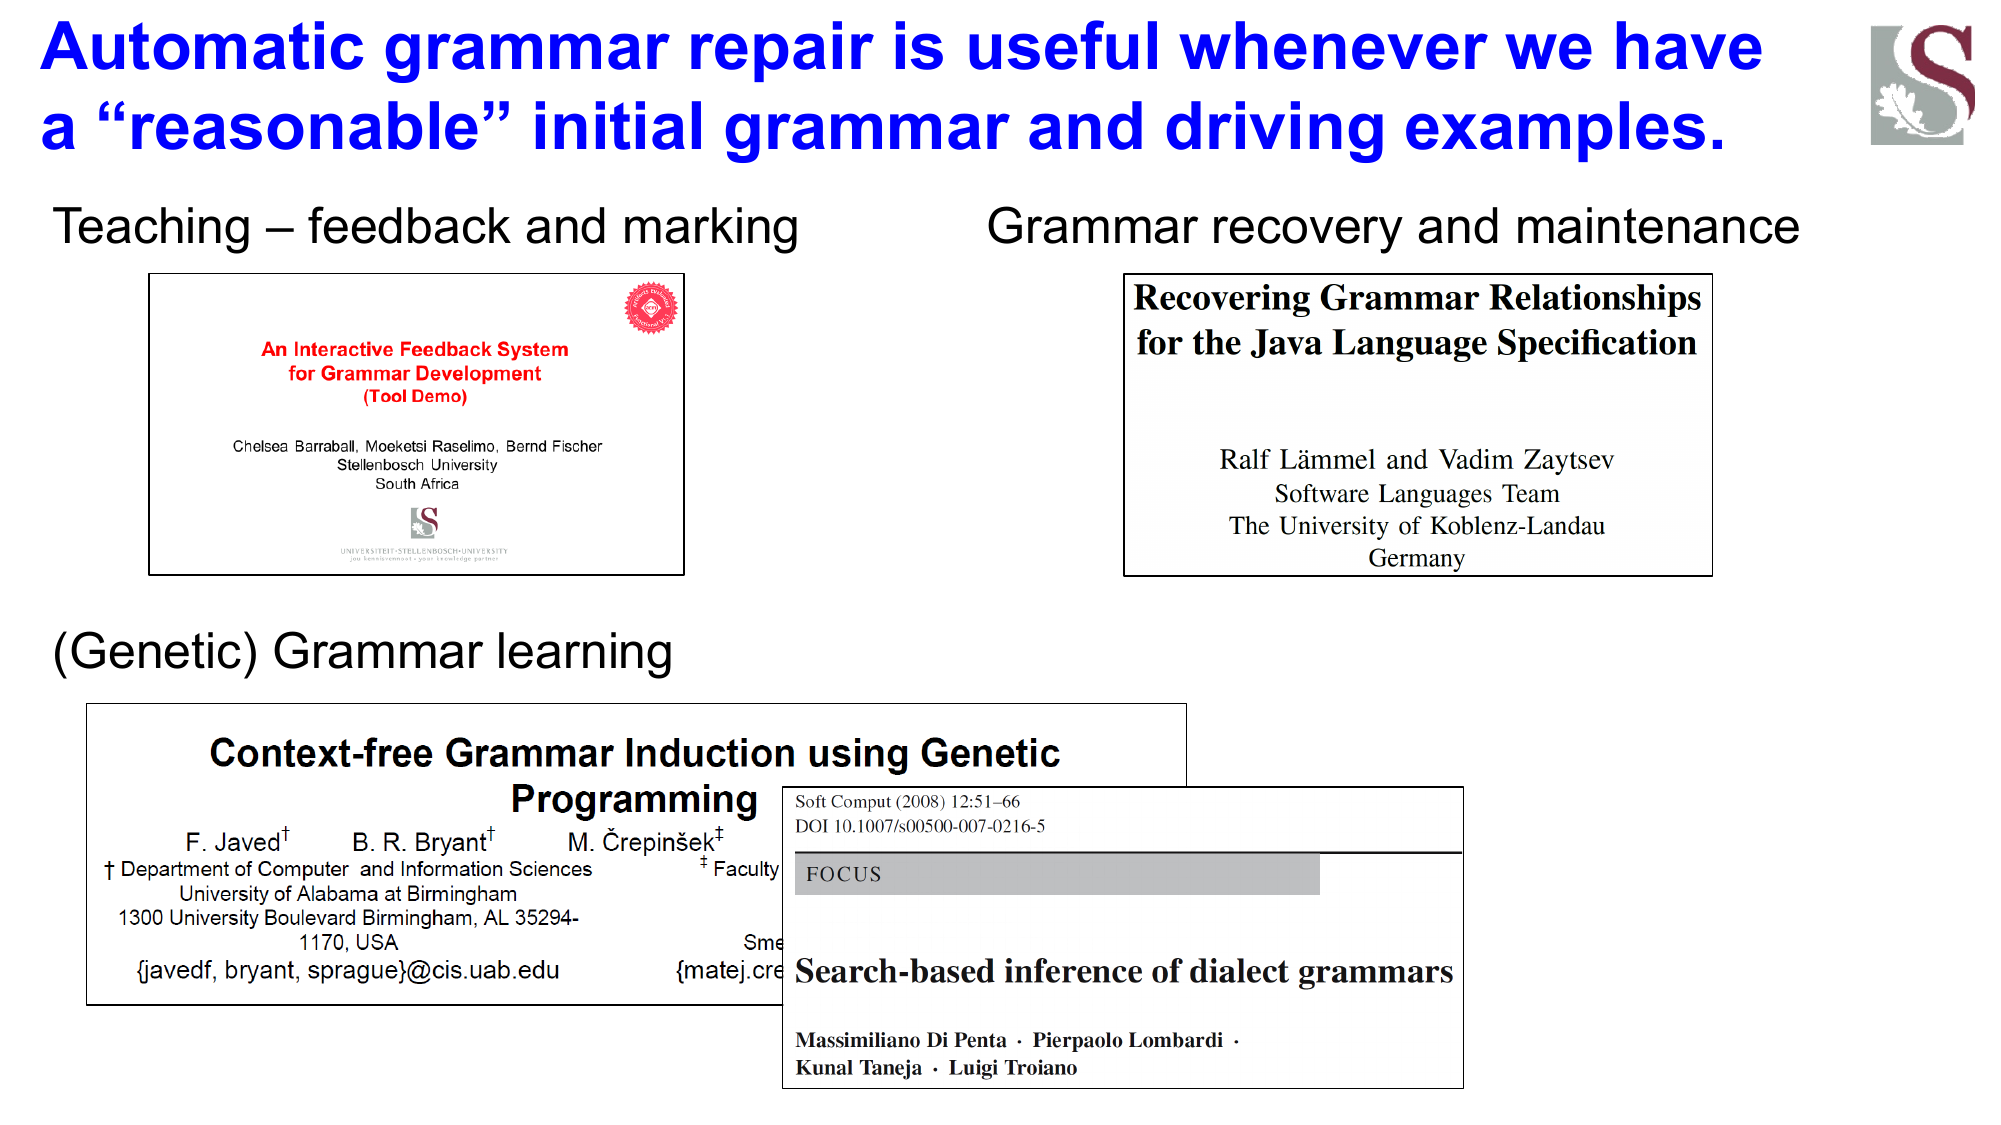 Automatic grammar repair is useful whenever we have
a “reasonable” initial grammar and driving examples.
Teaching – feedback and marking
An Interactive Feedback System
for Grammar Development
(Tool Demo)
Chelsea Barraball, Moeketsi Raselimo, Bernd Fischer
Stellenbosch University
South Africa
UNIVERSITEIT•STELLENBOSCH•UNIVERSITY
jou kennisvennoot • your knowledge partner
Grammar recovery and maintenance
Recovering Grammar Relationships
for the Java Language Specification
Ralf Lämmel and Vadim Zaytsev
Software Languages Team
The University of Koblenz-Landau
Germany
(Genetic) Grammar learning
Context-free Grammar Induction using Genetic
Programming
F. Javed† B. R. Bryant† M. Črepinšek‡
† Department of Computer and Information Sciences ‡ Faculty
University of Alabama at Birmingham
1300 University Boulevard Birmingham, AL 35294-
1170, USA Sme
{javedf, bryant, sprague}@cis.uab.edu {matej.cre
Soft Comput (2008) 12:51–66
DOI 10.1007/s00500-007-0216-5
FOCUS
Search-based inference of dialect grammars
Massimiliano Di Penta · Pierpaolo Lombardi ·
Kunal Taneja · Luigi Troiano